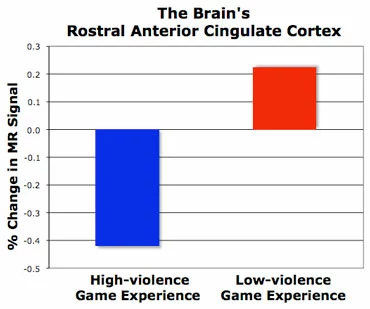 The Brain's
Rostral Anterior Cingulate Cortex
% Change in MR Signal
0.3
0.2
0.1
0.0
-0.1
-0.2
-0.3
-0.4
-0.5
High-violence
Game Experience
Low-violence
Game Experience